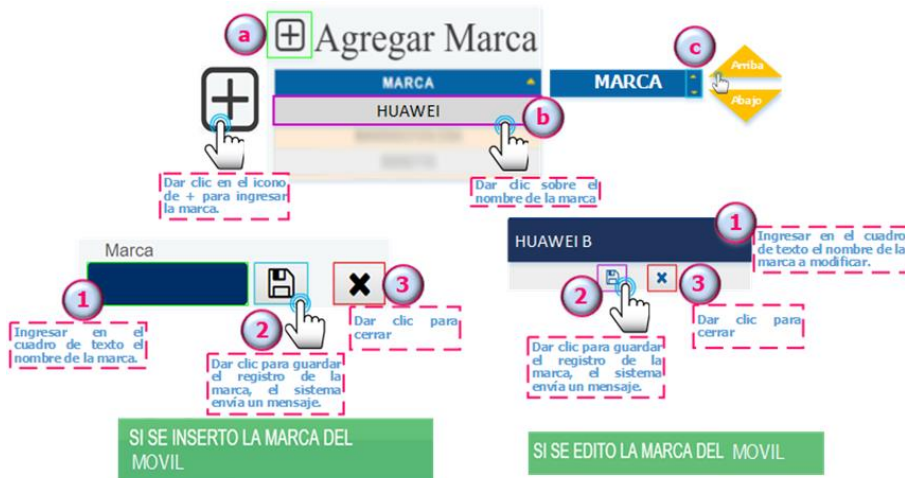 a
Agregar Marca
c
Arriba
MARCA
MARCA
Abajo
HUAWEI
b
Dar clic en el icono
de + para ingresar
la marca.
Dar clic sobre el
nombre de la marca
Marca
1
Ingresar en el
cuadro de texto el
nombre de la marca.
2
Dar clic para guardar
el registro de la
marca, el sistema
envía un mensaje.
3
Dar clic para
cerrar
SI SE INSERTO LA MARCA DEL
MOVIL
HUAWEI B
1
Ingresar en el cuadro
de texto el nombre de la
marca a modificar.
2
Dar clic para guardar
el registro de la
marca, el sistema
envía un mensaje.
3
Dar clic para
cerrar
SI SE EDITO LA MARCA DEL MOVIL